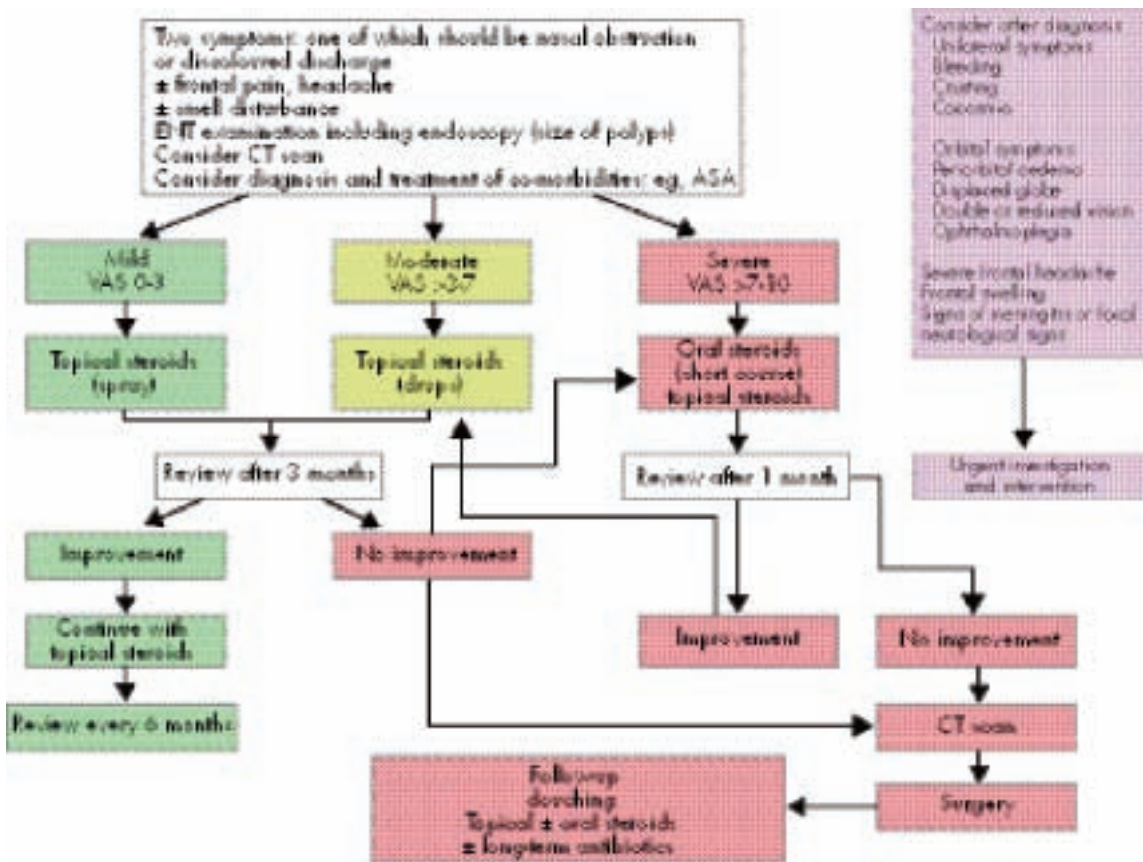 Two symptoms: one of which should be nasal obstruction
or discoloured discharge
± frontal pain, headache
± smell disturbance
ENT examination including endoscopy (size of polyps)
Consider CT scan
Consider diagnosis and treatment of co-morbidities; eg, ASA
Consider other diagnosis
Unilateral symptoms
Bleeding
Crusting
Cacosmia
Orbital symptoms
Periorbital oedema
Displaced globe
Double or reduced vision
Ophthalmoplegia
Severe frontal headache
Frontal swelling
Signs of meningitis or focal
neurological signs
Mild
VAS 0-3
Moderate
VAS >3-7
Severe
VAS >7-10
Topical steroids
(spray)
Topical steroids
(drops)
Oral steroids
(short course)
topical steroids
Review after 3 months
Review after 1 month
Urgent investigation
and intervention
Improvement
No improvement
Continue with
topical steroids
Improvement
No improvement
Review every 6 months
CT scan
Followup
douching
Topical ± oral steroids
± long-term antibiotics
Surgery